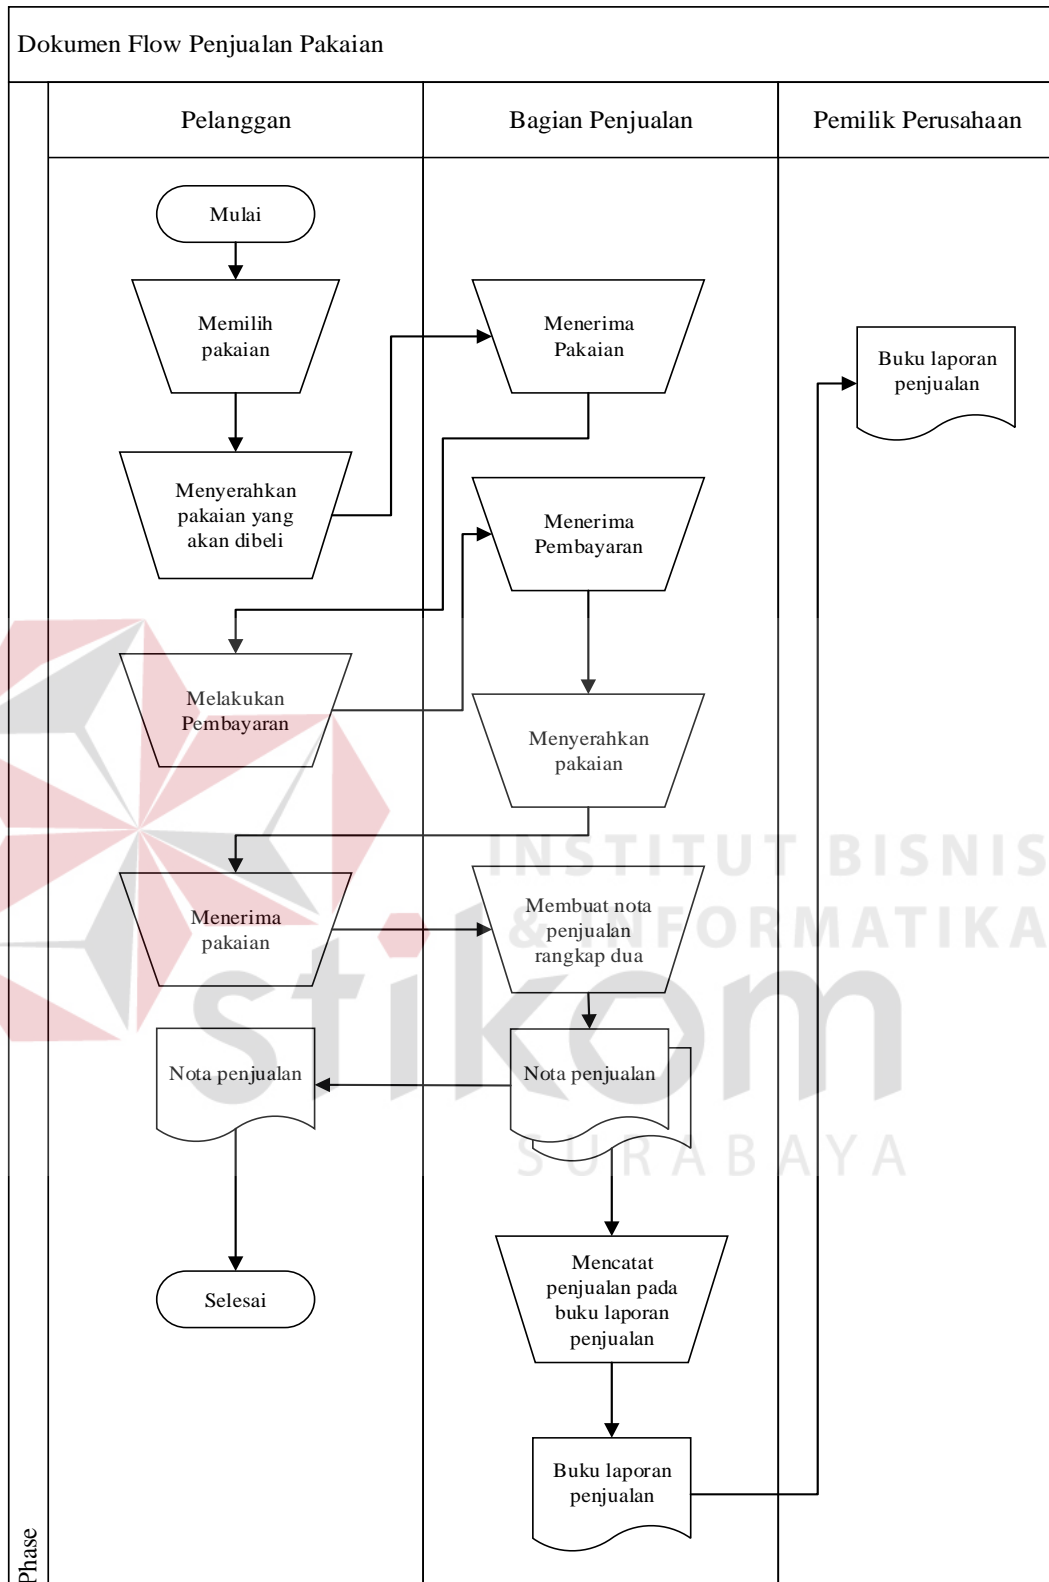 Dokumen Flow Penjualan Pakaian
Pelanggan
Bagian Penjualan
Pemilik Perusahaan
Mulai
Memilih
pakaian
Menerima
Pakaian
Buku laporan
penjualan
Menyerahkan
pakaian yang
akan dibeli
Menerima
Pembayaran
Melakukan
Pembayaran
Menyerahkan
pakaian
INSTITUT BISNIS
& INFORMATIKA
stikom
SURABAYA
Menerima
pakaian
Membuat nota
penjualan
rangkap dua
Nota penjualan
Nota penjualan
Selesai
Mencatat
penjualan pada
buku laporan
penjualan
Buku laporan
penjualan
Phase